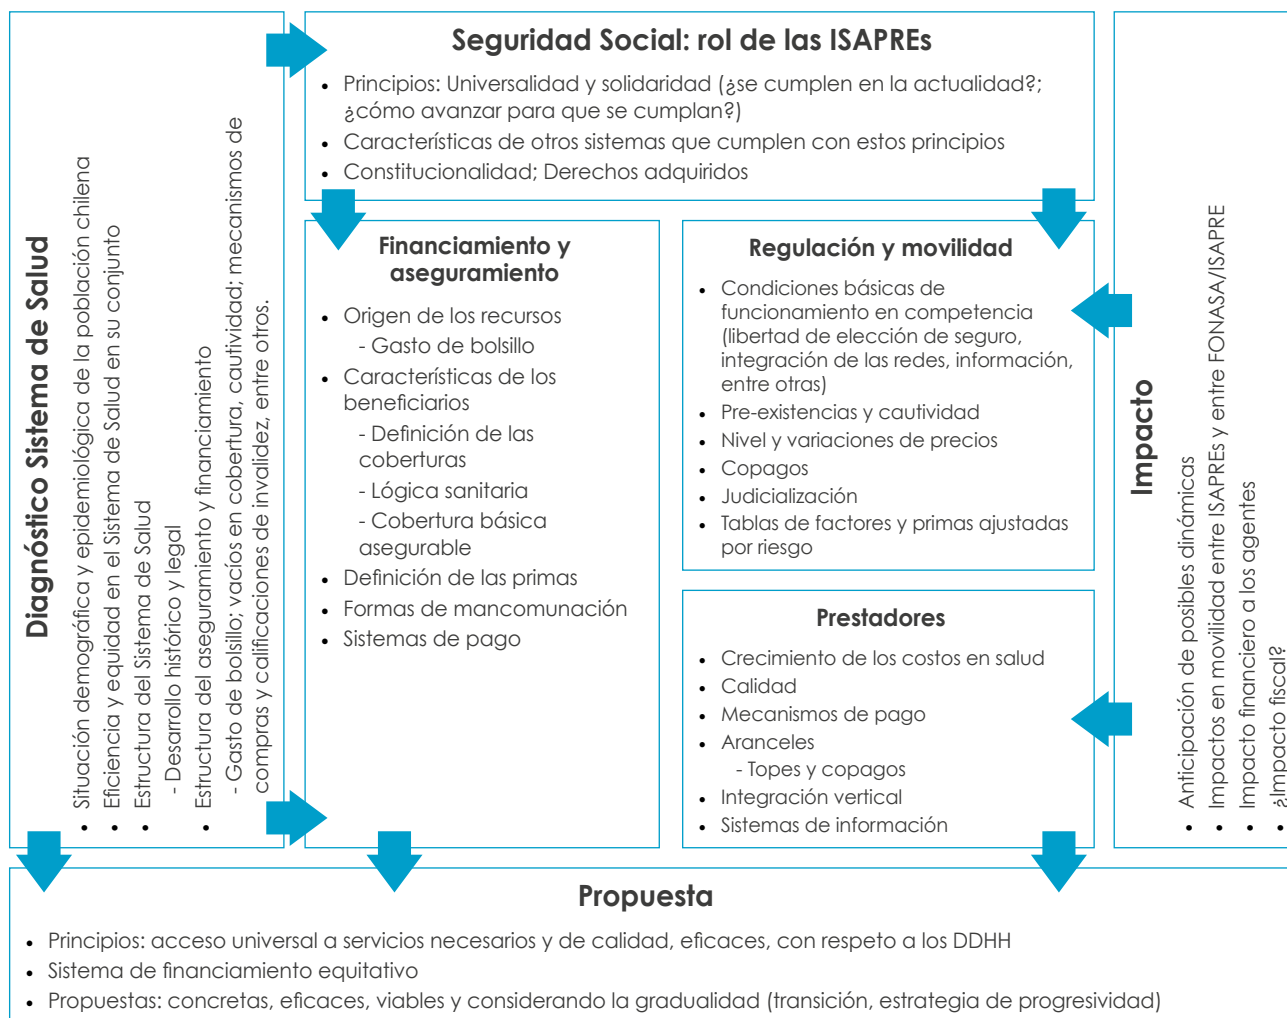 Diagnóstico Sistema de Salud
• Situación demográfica y epidemiológica de la población chilena
• Eficiencia y equidad en el Sistema de Salud en su conjunto
• Estructura del Sistema de Salud
- Desarrollo histórico y legal
• Estructura del aseguramiento y financiamiento
- Gasto de bolsillo; vacíos en cobertura, cautividad; mecanismos de
compras y calificaciones de invalidez, entre otros.
Seguridad Social: rol de las ISAPREs
• Principios: Universalidad y solidaridad (¿se cumplen en la actualidad?;
¿cómo avanzar para que se cumplan?)
• Características de otros sistemas que cumplen con estos principios
• Constitucionalidad; Derechos adquiridos
Financiamiento y
aseguramiento
• Origen de los recursos
- Gasto de bolsillo
• Características de los
beneficiarios
- Definición de las
coberturas
- Lógica sanitaria
- Cobertura básica
asegurable
• Definición de las primas
• Formas de mancomunación
• Sistemas de pago
Regulación y movilidad
• Condiciones básicas de
funcionamiento en competencia
(libertad de elección de seguro,
integración de las redes, información,
entre otras)
• Pre-existencias y cautividad
• Nivel y variaciones de precios
• Copagos
• Judicialización
• Tablas de factores y primas ajustadas
por riesgo
Prestadores
• Crecimiento de los costos en salud
• Calidad
• Mecanismos de pago
• Aranceles
- Topes y copagos
• Integración vertical
• Sistemas de información
Impacto
• Anticipación de posibles dinámicas
• Impactos en movilidad entre ISAPREs y entre FONASA/ISAPRE
• Impacto financiero a los agentes
• ¿Impacto fiscal?
Propuesta
• Principios: acceso universal a servicios necesarios y de calidad, eficaces, con respeto a los DDHH
• Sistema de financiamiento equitativo
• Propuestas: concretas, eficaces, viables y considerando la gradualidad (transición, estrategia de progresividad)